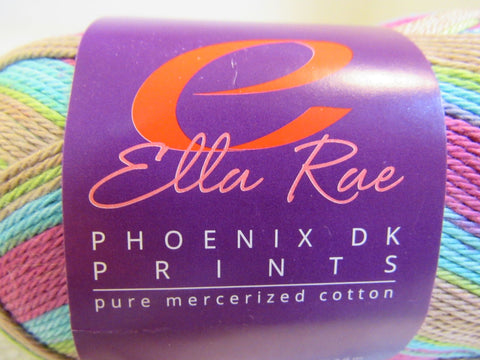 e
Ella Rae
PHOENIX DK
PRINTS
pure mercerized cotton